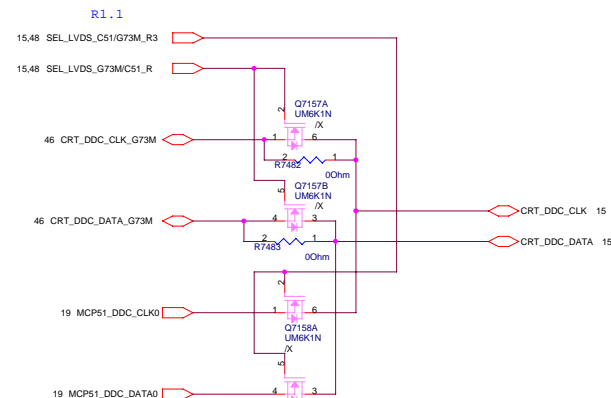 R1.1
15,48 SEL_LVDS_C51/G73M_R3
15,48 SEL_LVDS_G73M/C51_R
2
Q7157A
UM6K1N
/X
46 CRT_DDC_CLK_G73M
1
6
2
1
R7482
0Ohm
5
Q7157B
UM6K1N
/X
46 CRT_DDC_DATA_G73M
4
3
CRT_DDC_CLK 15
2
1
R7483
0Ohm
CRT_DDC_DATA 15
2
19 MCP51_DDC_CLK0
1
6
Q7158A
UM6K1N
/X
5
19 MCP51_DDC_DATA0
4
3